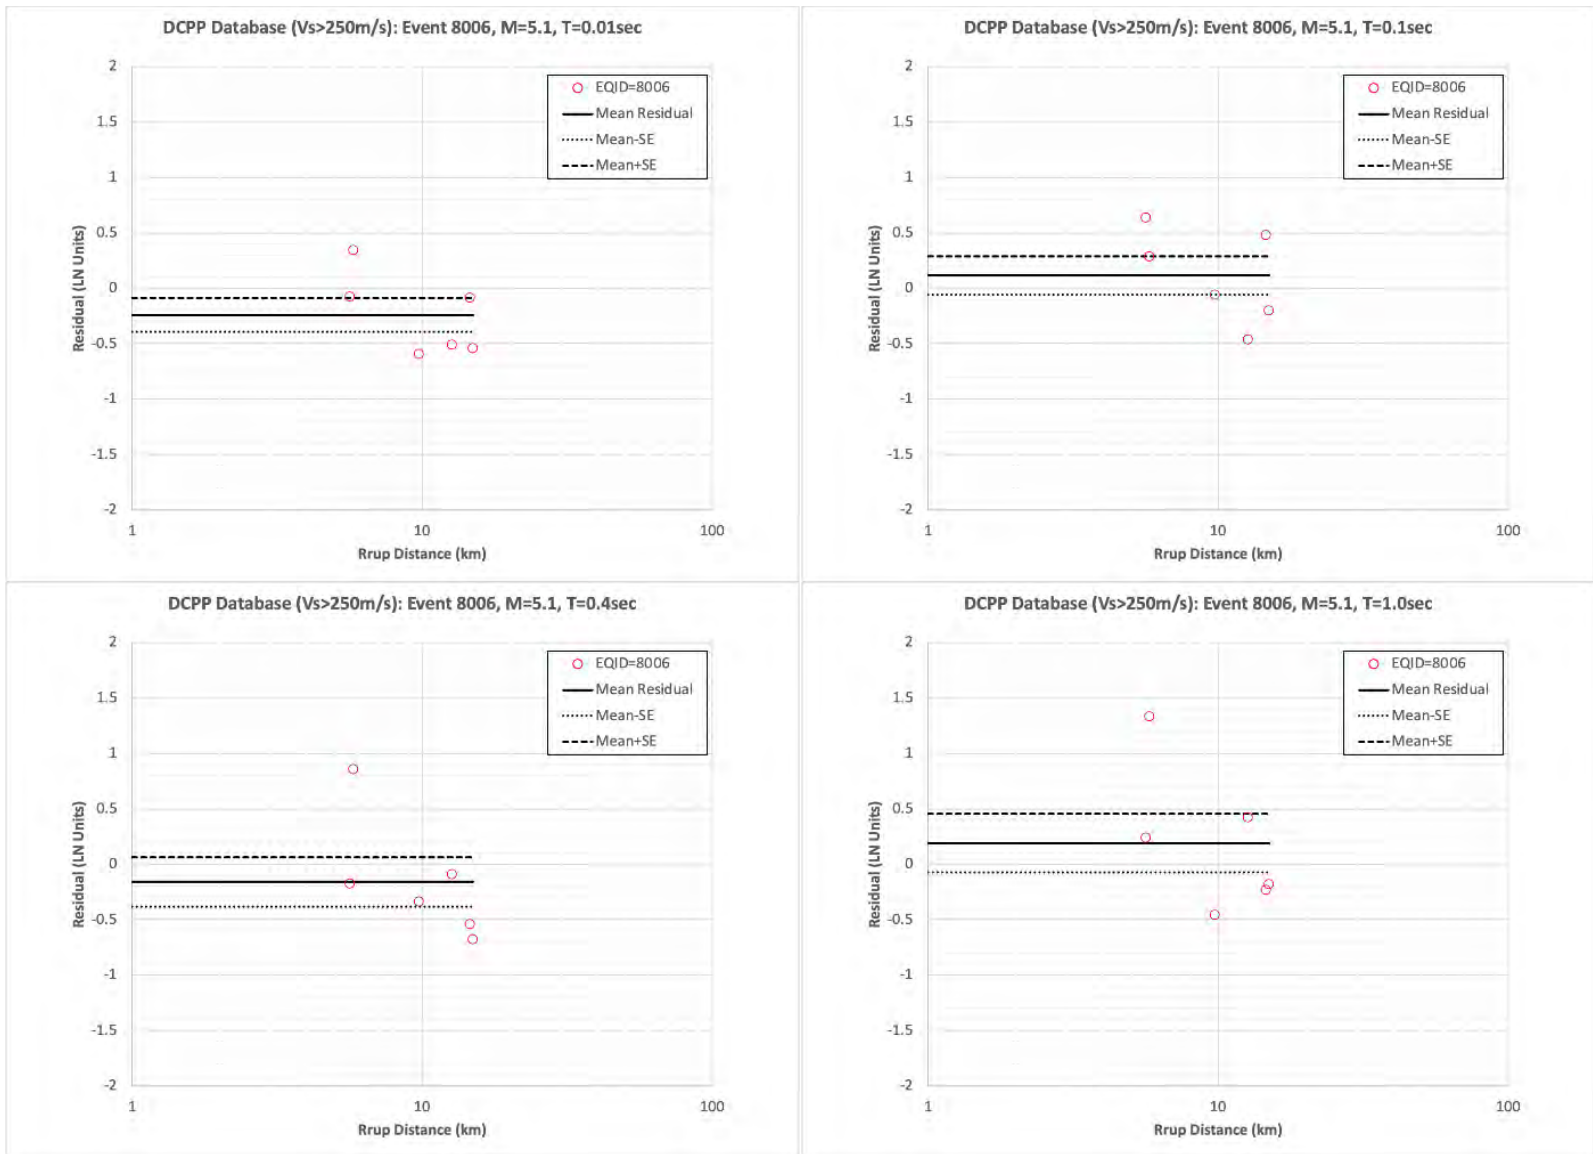 DCPP Database (Vs>250m/s): Event 8006, M=5.1, T=0.01sec
2
1.5
1
0.5
0
-0.5
-1
-1.5
-2
Residual (LN Units)
EQID=8006
Mean Residual
Mean-SE
Mean+SE
1
10
100
Rrup Distance (km)
DCPP Database (Vs>250m/s): Event 8006, M=5.1, T=0.1sec
2
1.5
1
0.5
0
-0.5
-1
-1.5
-2
Residual (LN Units)
EQID=8006
Mean Residual
Mean-SE
Mean+SE
1
10
100
Rrup Distance (km)
DCPP Database (Vs>250m/s): Event 8006, M=5.1, T=0.4sec
2
1.5
1
0.5
0
-0.5
-1
-1.5
-2
Residual (LN Units)
EQID=8006
Mean Residual
Mean-SE
Mean+SE
1
10
100
Rrup Distance (km)
DCPP Database (Vs>250m/s): Event 8006, M=5.1, T=1.0sec
2
1.5
1
0.5
0
-0.5
-1
-1.5
-2
Residual (LN Units)
EQID=8006
Mean Residual
Mean-SE
Mean+SE
1
10
100
Rrup Distance (km)